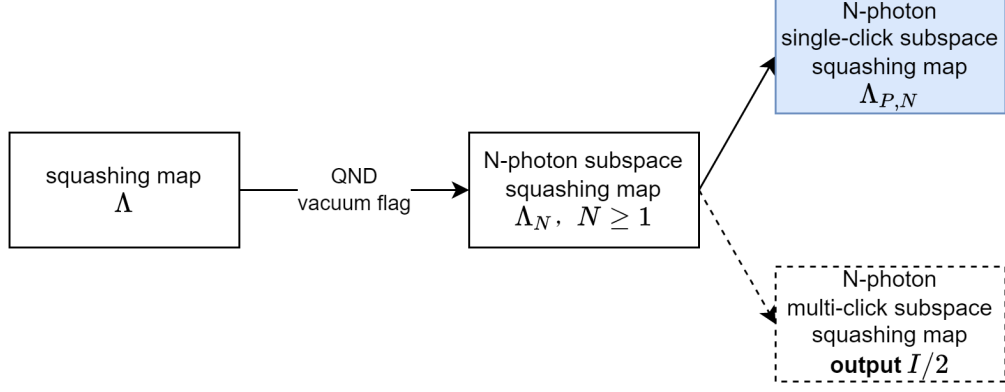 squashing map
Λ
QND
vacuum flag
N-photon subspace
squashing map
Λ_N, N ≥ 1
N-photon
single-click subspace
squashing map
Λ_{P,N}
N-photon
multi-click subspace
squashing map
output I/2